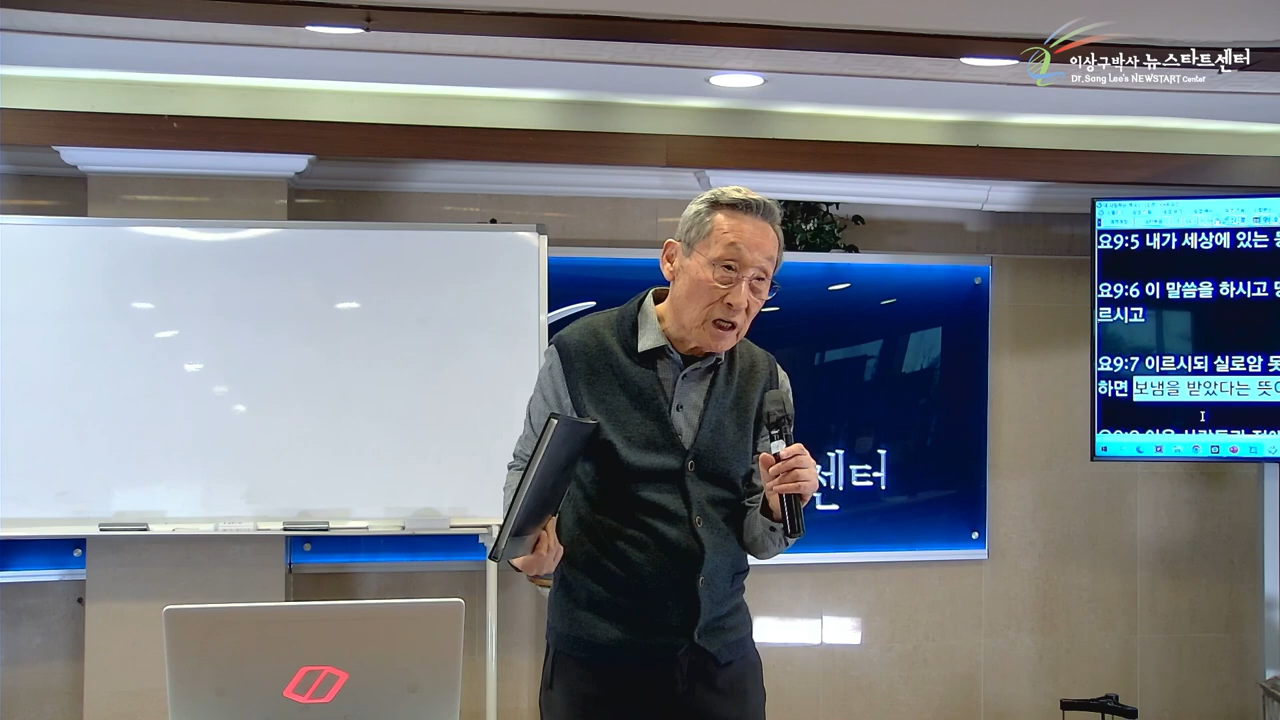 이상구박사 뉴스타트센터
Dr. Sang Lee's NEWSTART Center
요9:5 내가 세상에 있는
요9:6 이 말씀을 하시고
르시고
요9:7 이르시되 실로암
하면 보냄을 받았다는
센터